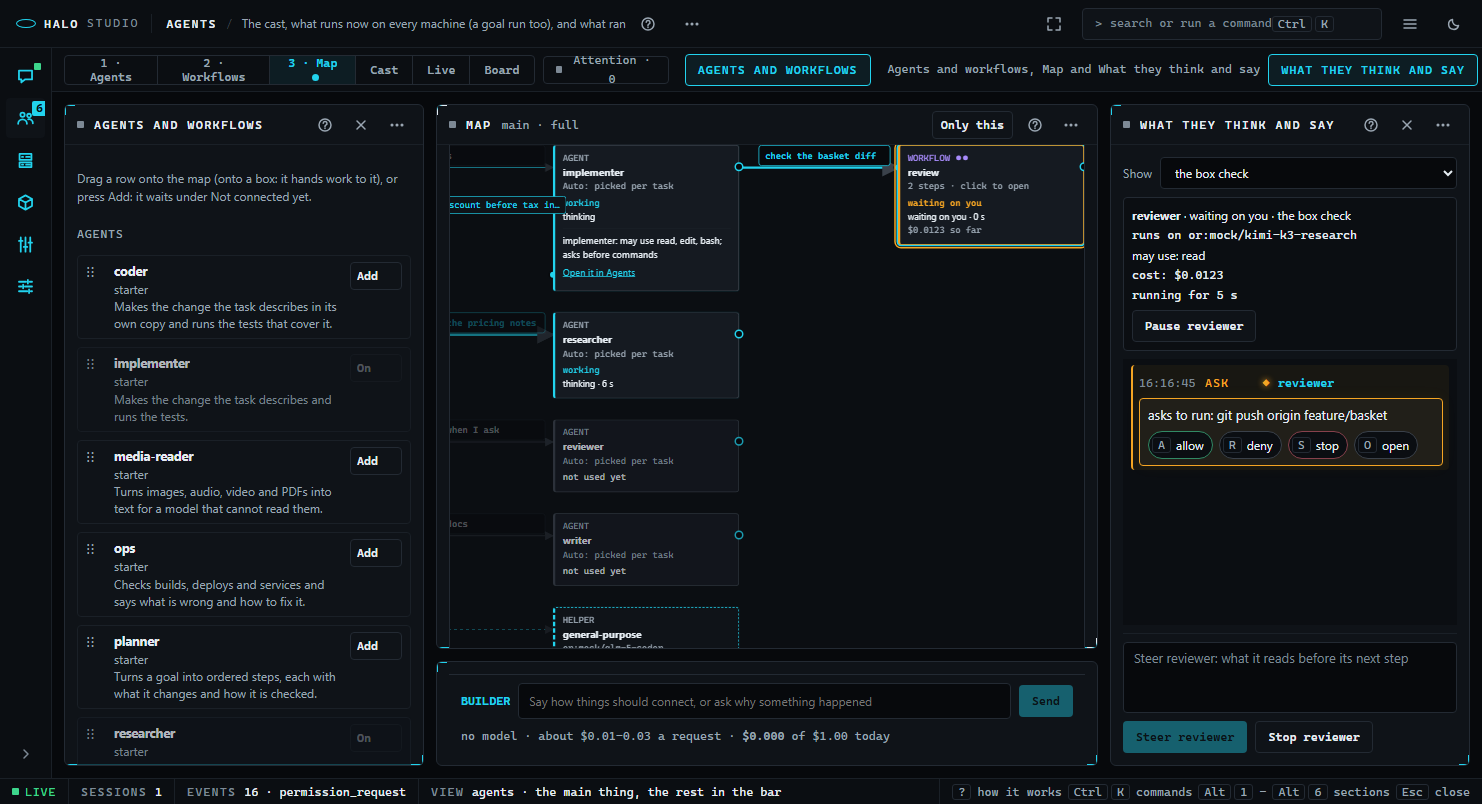 HALO STUDIO AGENTS / The cast, what runs now on every machine (a goal run too), and what ran
> search or run a command Ctrl K
1 · Agents
2 · Workflows
3 · Map
Cast
Live
Board
Attention · 0
AGENTS AND WORKFLOWS
Agents and workflows, Map and What they think and say
WHAT THEY THINK AND SAY
6
AGENTS AND WORKFLOWS
Drag a row onto the map (onto a box: it hands work to it), or
press Add: it waits under Not connected yet.
AGENTS
coder
Add
starter
Makes the change the task describes in its
own copy and runs the tests that cover it.
implementer
On
starter
Makes the change the task describes and
runs the tests.
media-reader
Add
starter
Turns images, audio, video and PDFs into
text for a model that cannot read them.
ops
Add
starter
Checks builds, deploys and services and
says what is wrong and how to fix it.
planner
Add
starter
Turns a goal into ordered steps, each with
what it changes and how it is checked.
researcher
On
starter
MAP main · full
Only this
AGENT
implementer
Auto: picked per task
working
thinking
implementer: may use read, edit, bash;
asks before commands
Open it in Agents
scount before tax in…
check the basket diff
WORKFLOW
review
2 steps · click to open
waiting on you
waiting on you · 0 s
$0.0123 so far
the pricing notes
AGENT
researcher
Auto: picked per task
working
thinking · 6 s
when I ask
AGENT
reviewer
Auto: picked per task
not used yet
docs
AGENT
writer
Auto: picked per task
not used yet
HELPER
general-purpose
BUILDER
Say how things should connect, or ask why something happened
Send
no model · about $0.01-0.03 a request · $0.000 of $1.00 today
WHAT THEY THINK AND SAY
Show the box check
reviewer · waiting on you · the box check
runs on or:mock/kimi-k3-research
may use: read
cost: $0.0123
running for 5 s
Pause reviewer
16:16:45 ASK reviewer
asks to run: git push origin feature/basket
A allow R deny S stop O open
Steer reviewer: what it reads before its next step
Steer reviewer
Stop reviewer
LIVE SESSIONS 1 EVENTS 16 · permission_request VIEW agents · the main thing, the rest in the bar
? how it works Ctrl K commands Alt 1 – Alt 6 sections Esc close